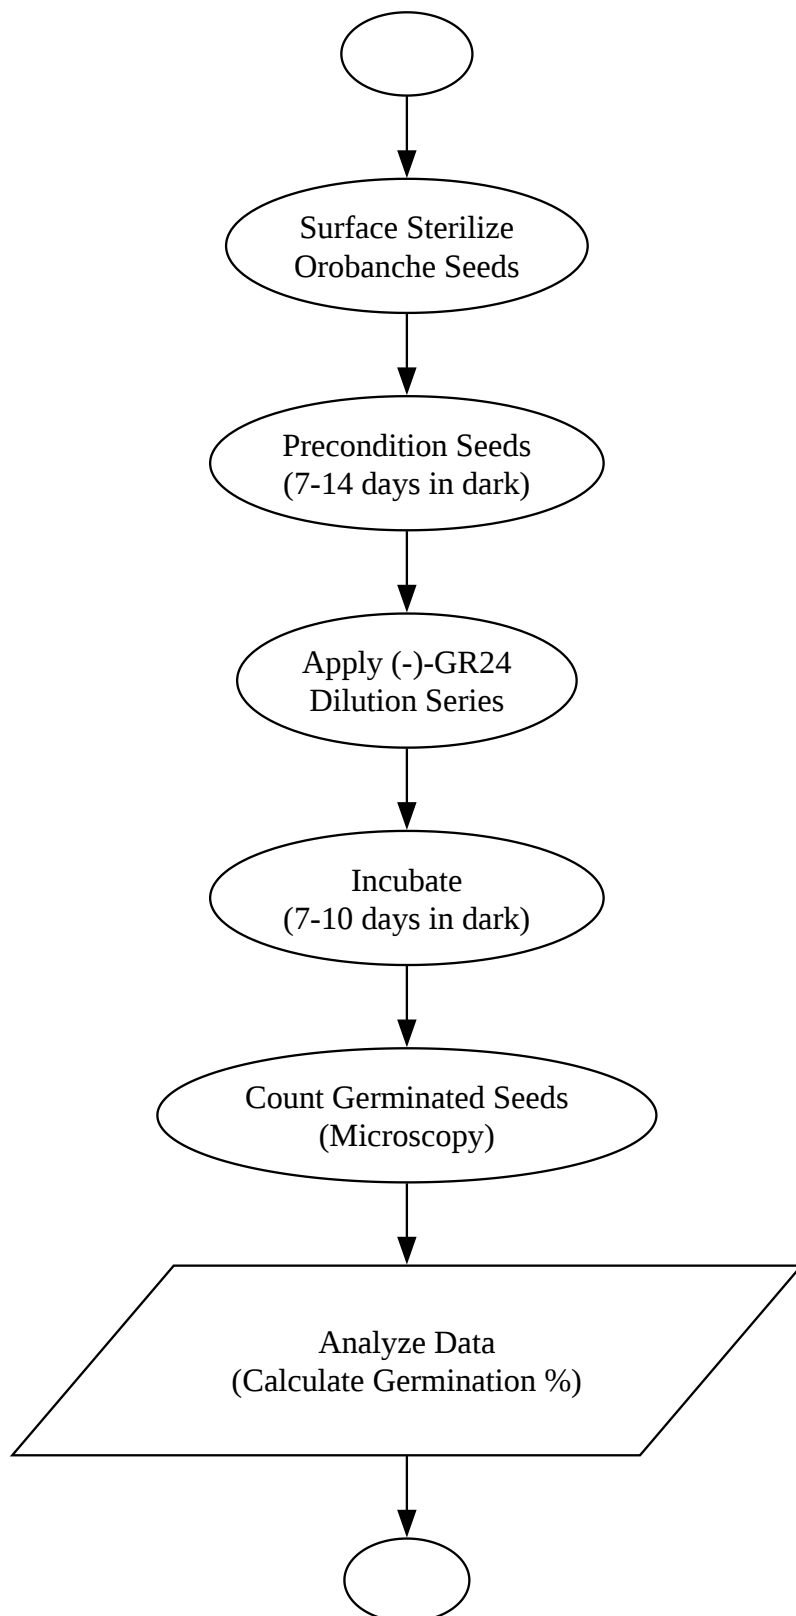 Surface Sterilize
Orobanche Seeds
Precondition Seeds
(7-14 days in dark)
Apply (-)-GR24
Dilution Series
Incubate
(7-10 days in dark)
Count Germinated Seeds
(Microscopy)
Analyze Data
(Calculate Germination %)